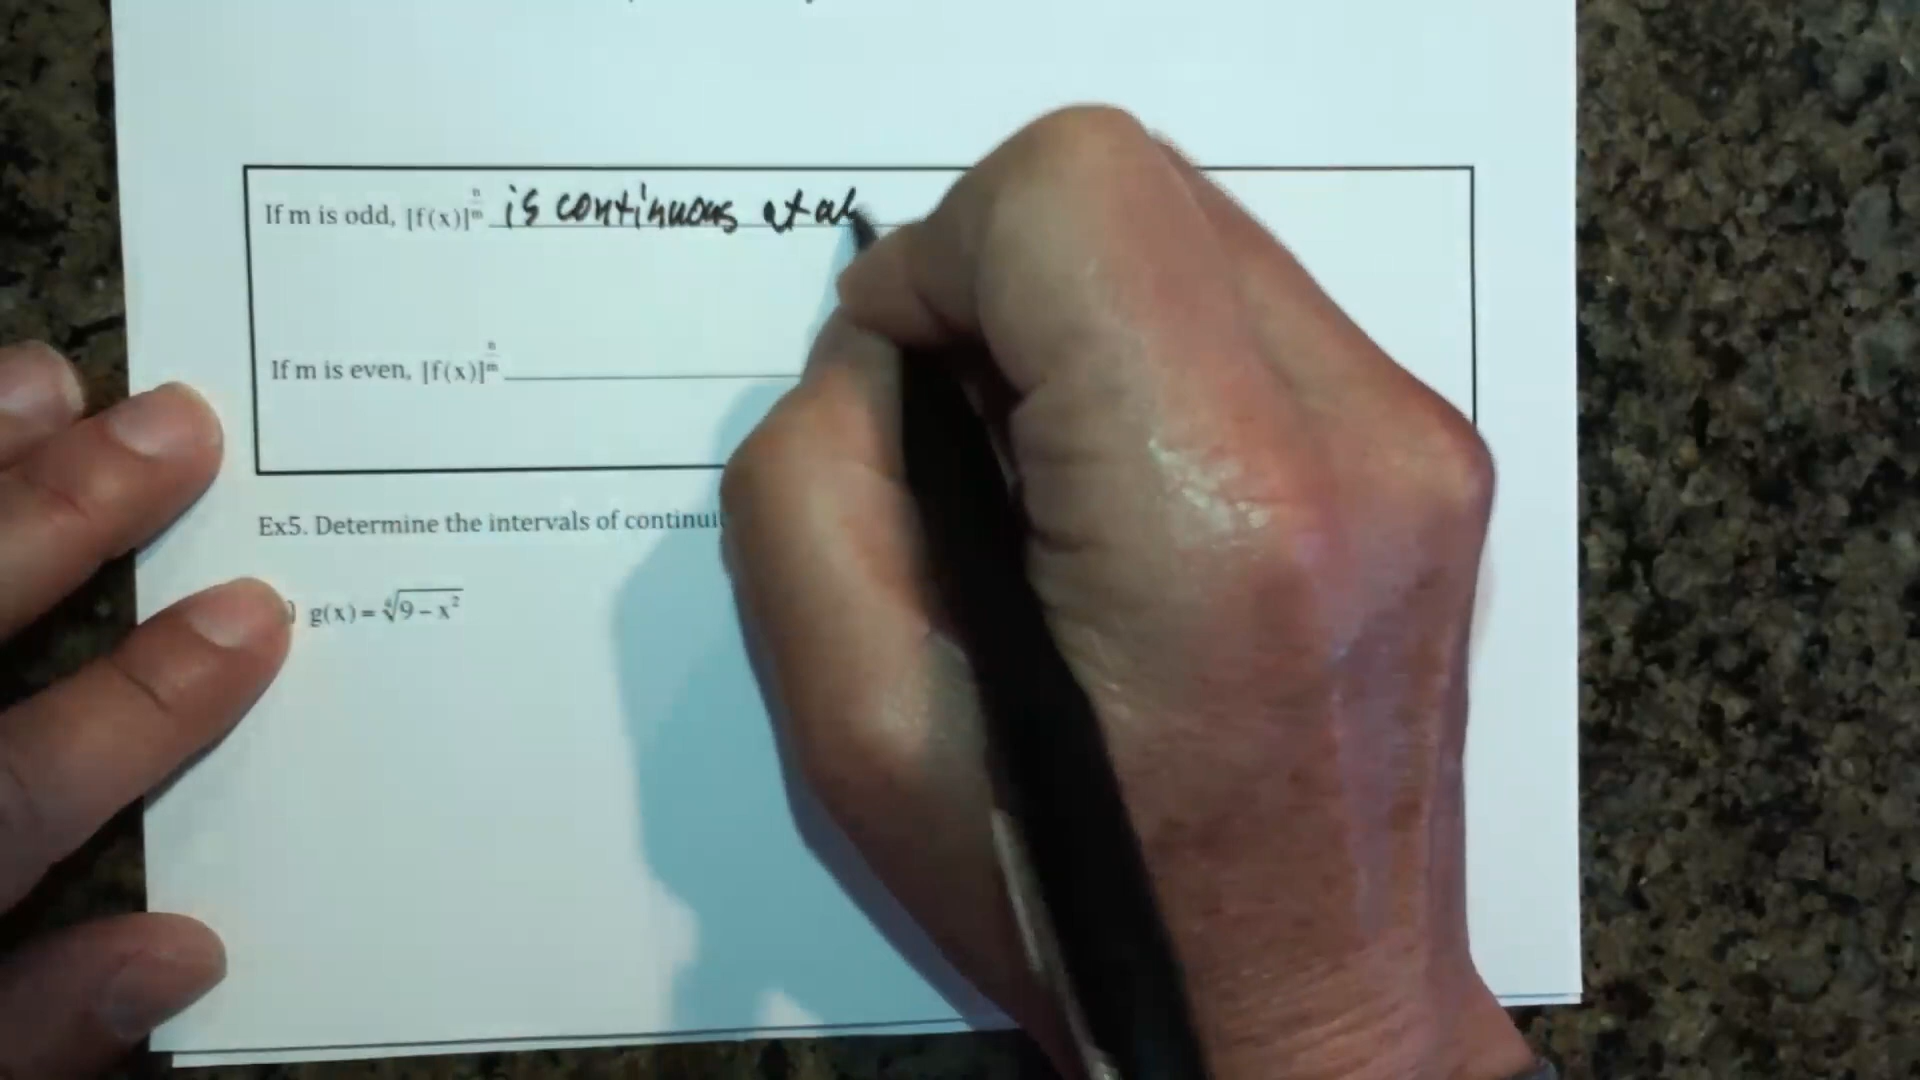 If m is odd, [f(x)]^(n/m) is continuous at al
If m is even, [f(x)]^(n/m)
Ex5. Determine the intervals of continui
) g(x) = ∜(9 − x²)